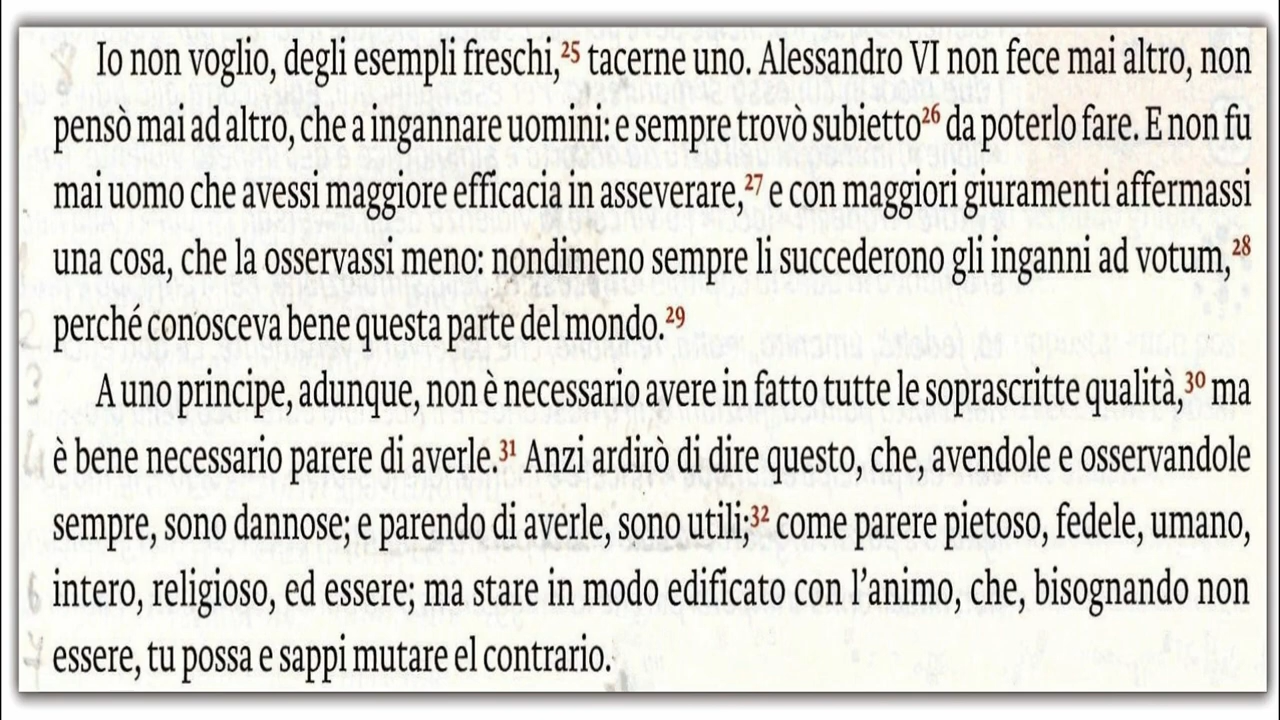 Io non voglio, degli esempli freschi,25 tacerne uno. Alessandro VI non fece mai altro, non
pensò mai ad altro, che a ingannare uomini: e sempre trovò subietto26 da poterlo fare. E non fu
mai uomo che avessi maggiore efficacia in asseverare,27 e con maggiori giuramenti affermassi
una cosa, che la osservassi meno: nondimeno sempre li succederono gli inganni ad votum,28
perché conosceva bene questa parte del mondo.29
A uno principe, adunque, non è necessario avere in fatto tutte le soprascritte qualità,30 ma
è bene necessario parere di averle.31 Anzi ardirò di dire questo, che, avendole e osservandole
sempre, sono dannose; e parendo di averle, sono utili;32 come parere pietoso, fedele, umano,
intero, religioso, ed essere; ma stare in modo edificato con l'animo, che, bisognando non
essere, tu possa e sappi mutare el contrario.